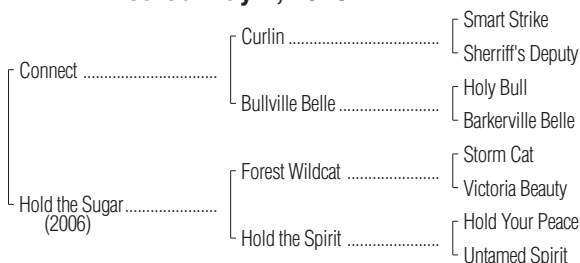 Smart Strike
Curlin
Sherriff's Deputy
Connect
Holy Bull
Bullville Belle
Barkerville Belle
Storm Cat
Forest Wildcat
Victoria Beauty
Hold the Sugar
(2006)
Hold Your Peace
Hold the Spirit
Untamed Spirit